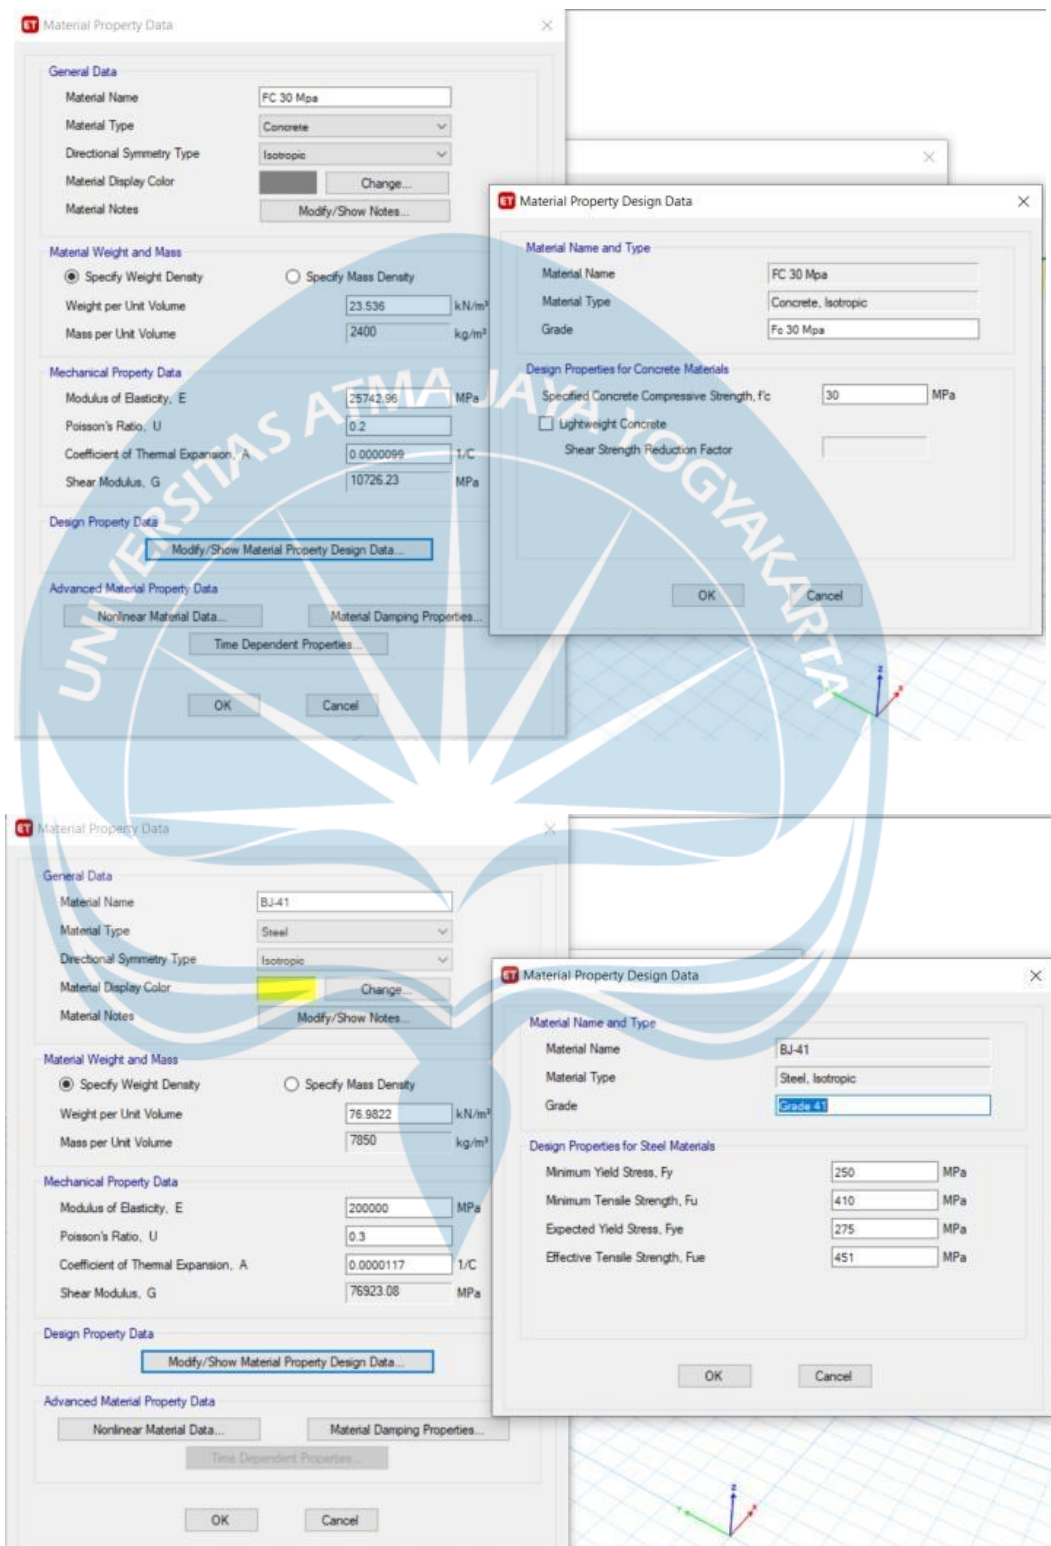 ET Material Property Data
General Data
Material Name FC 30 Mpa
Material Type Concrete
Directional Symmetry Type Isotropic
Material Display Color Change...
Material Notes Modify/Show Notes...
Material Weight and Mass
Specify Weight Density Specify Mass Density
Weight per Unit Volume 23.536 kN/m³
Mass per Unit Volume 2400 kg/m³
Mechanical Property Data
Modulus of Elasticity, E 25742.96 MPa
Poisson's Ratio, U 0.2
Coefficient of Thermal Expansion, A 0.0000099 1/C
Shear Modulus, G 10726.23 MPa
Design Property Data
Modify/Show Material Property Design Data...
Advanced Material Property Data
Nonlinear Material Data... Material Damping Properties...
Time Dependent Properties...
OK Cancel
ET Material Property Design Data
Material Name and Type
Material Name FC 30 Mpa
Material Type Concrete, Isotropic
Grade Fc 30 Mpa
Design Properties for Concrete Materials
Specified Concrete Compressive Strength, f'c 30 MPa
Lightweight Concrete
Shear Strength Reduction Factor
OK Cancel
Z
X
UNIVERSITAS ATMA JAYA YOGYAKARTA
ET Material Property Data
General Data
Material Name BJ-41
Material Type Steel
Directional Symmetry Type Isotropic
Material Display Color Change...
Material Notes Modify/Show Notes...
Material Weight and Mass
Specify Weight Density Specify Mass Density
Weight per Unit Volume 76.9822 kN/m³
Mass per Unit Volume 7850 kg/m³
Mechanical Property Data
Modulus of Elasticity, E 200000 MPa
Poisson's Ratio, U 0.3
Coefficient of Thermal Expansion, A 0.0000117 1/C
Shear Modulus, G 76923.08 MPa
Design Property Data
Modify/Show Material Property Design Data...
Advanced Material Property Data
Nonlinear Material Data... Material Damping Properties...
Time Dependent Properties...
OK Cancel
ET Material Property Design Data
Material Name and Type
Material Name BJ-41
Material Type Steel, Isotropic
Grade Grade 41
Design Properties for Steel Materials
Minimum Yield Stress, Fy 250 MPa
Minimum Tensile Strength, Fu 410 MPa
Expected Yield Stress, Fye 275 MPa
Effective Tensile Strength, Fue 451 MPa
OK Cancel
Z
X